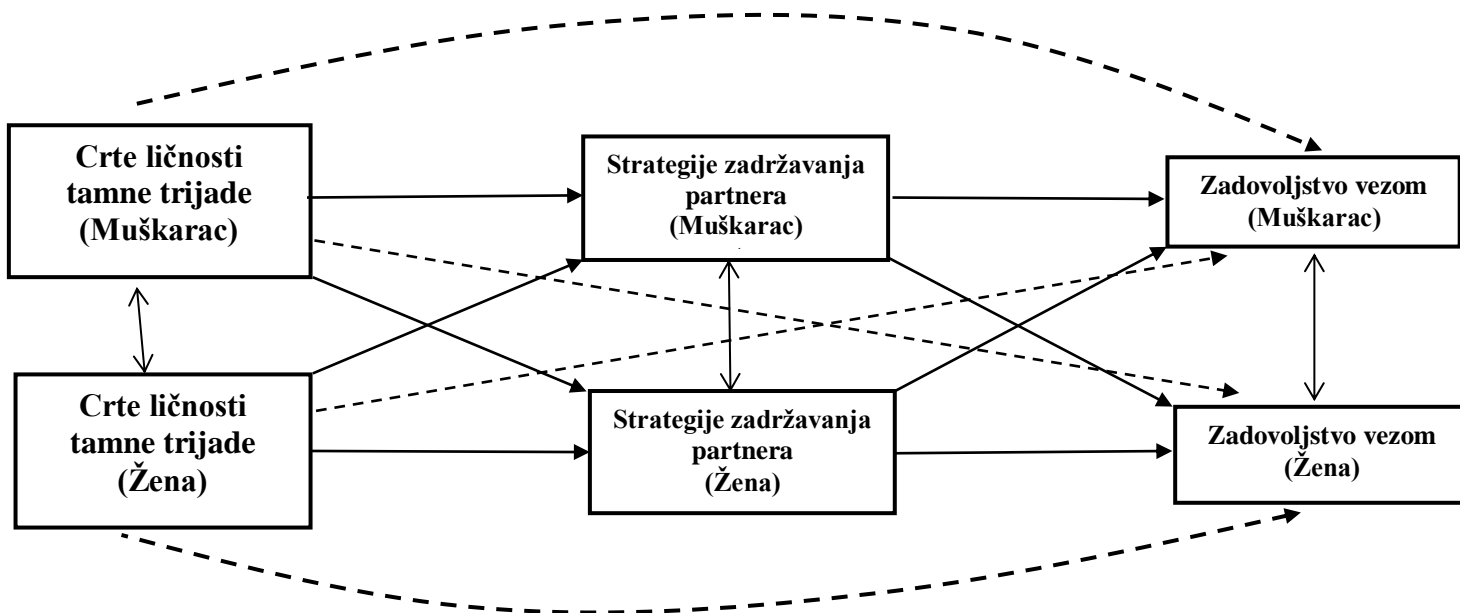 Crte ličnosti
tamne trijade
(Muškarac)
Strategije zadržavanja
partnera
(Muškarac)
Zadovoljstvo vezom
(Muškarac)
Crte ličnosti
tamne trijade
(Žena)
Strategije zadržavanja
partnera
(Žena)
Zadovoljstvo vezom
(Žena)